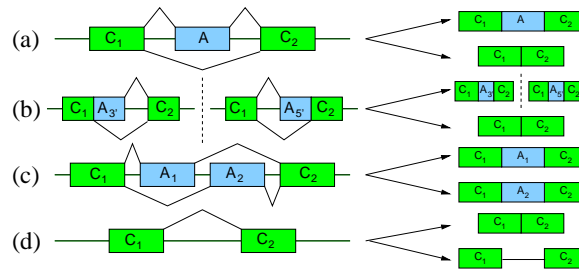 (a) C₁ A C₂ C₁ A C₂
C₁ C₂
(b) C₁ A₃' C₂ C₁ A₅' C₂ C₁ A₃' C₂ C₁ A₅' C₂
C₁ C₂
(c) C₁ A₁ A₂ C₂ C₁ A₁ C₂
C₁ A₂ C₂
(d) C₁ C₂ C₁ C₂
C₁ C₂